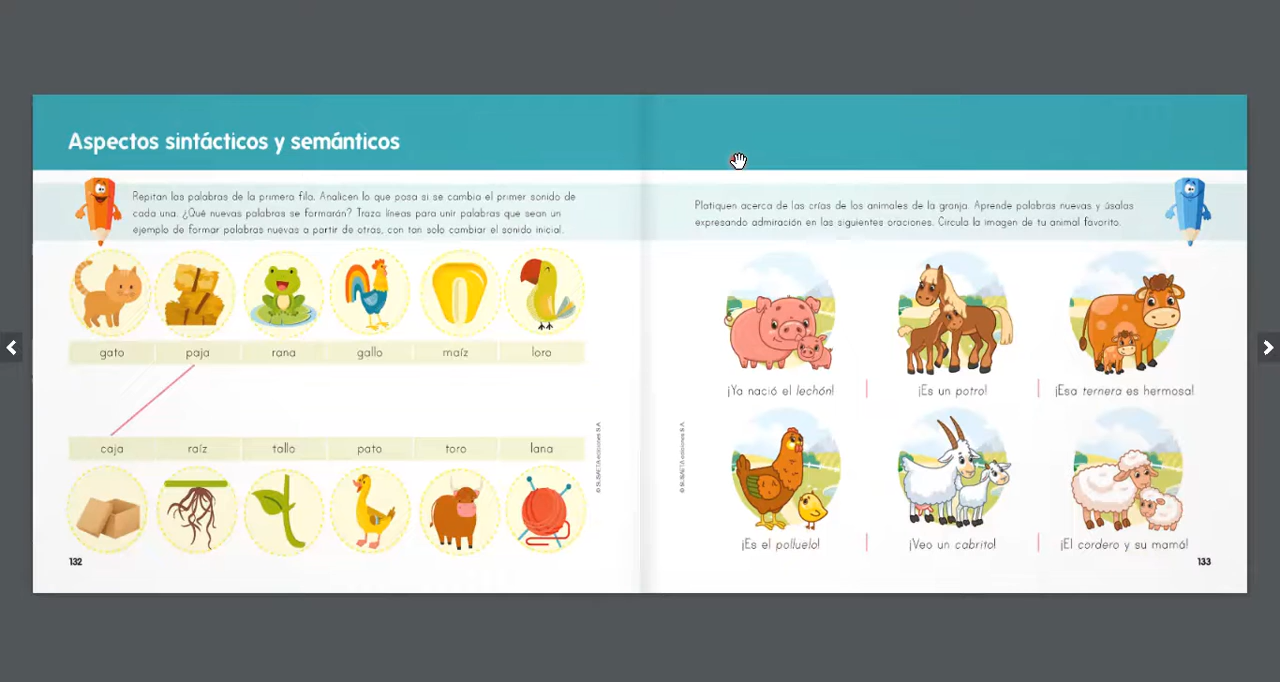 Aspectos sintácticos y semánticos
Repitan las palabras de la primera fila. Analicen lo que pasa si se cambia el primer sonido de
cada una. ¿Qué nuevas palabras se formarán? Traza líneas para unir palabras que sean un
ejemplo de formar palabras nuevas a partir de otras, con tan solo cambiar el sonido inicial.
gato paja rana gallo maíz loro
caja raíz tallo pato toro lana
© SUSAETA ediciones S.A.
132
Platiquen acerca de las crías de los animales de la granja. Aprende palabras nuevas y úsalas
expresando admiración en las siguientes oraciones. Circula la imagen de tu animal favorito.
¡Ya nació el lechón! ¡Es un potro! ¡Esa ternera es hermosa!
¡Es el polluelo! ¡Veo un cabrito! ¡El cordero y su mamá!
© SUSAETA ediciones S.A.
133